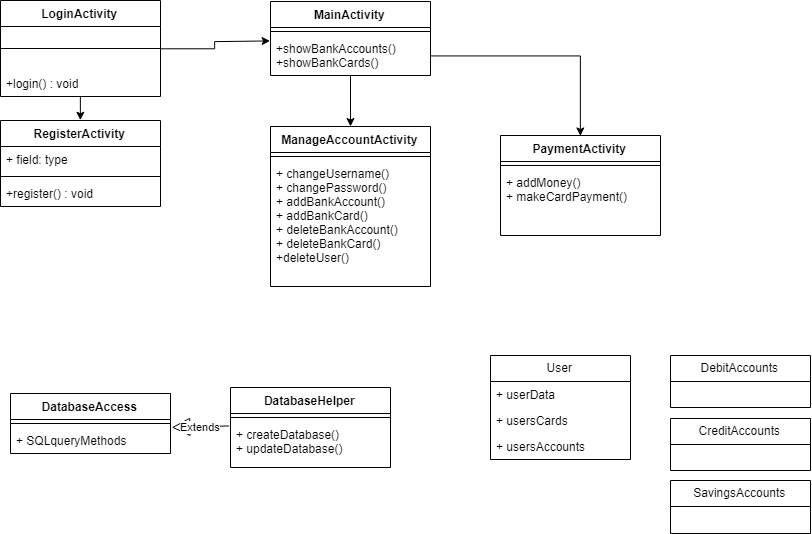 LoginActivity
+login() : void
MainActivity
+showBankAccounts()
+showBankCards()
RegisterActivity
+ field: type
+register() : void
ManageAccountActivity
+ changeUsername()
+ changePassword()
+ addBankAccount()
+ addBankCard()
+ deleteBankAccount()
+ deleteBankCard()
+deleteUser()
PaymentActivity
+ addMoney()
+ makeCardPayment()
DatabaseAccess
+ SQLqueryMethods
Extends
DatabaseHelper
+ createDatabase()
+ updateDatabase()
User
+ userData
+ usersCards
+ usersAccounts
DebitAccounts
CreditAccounts
SavingsAccounts